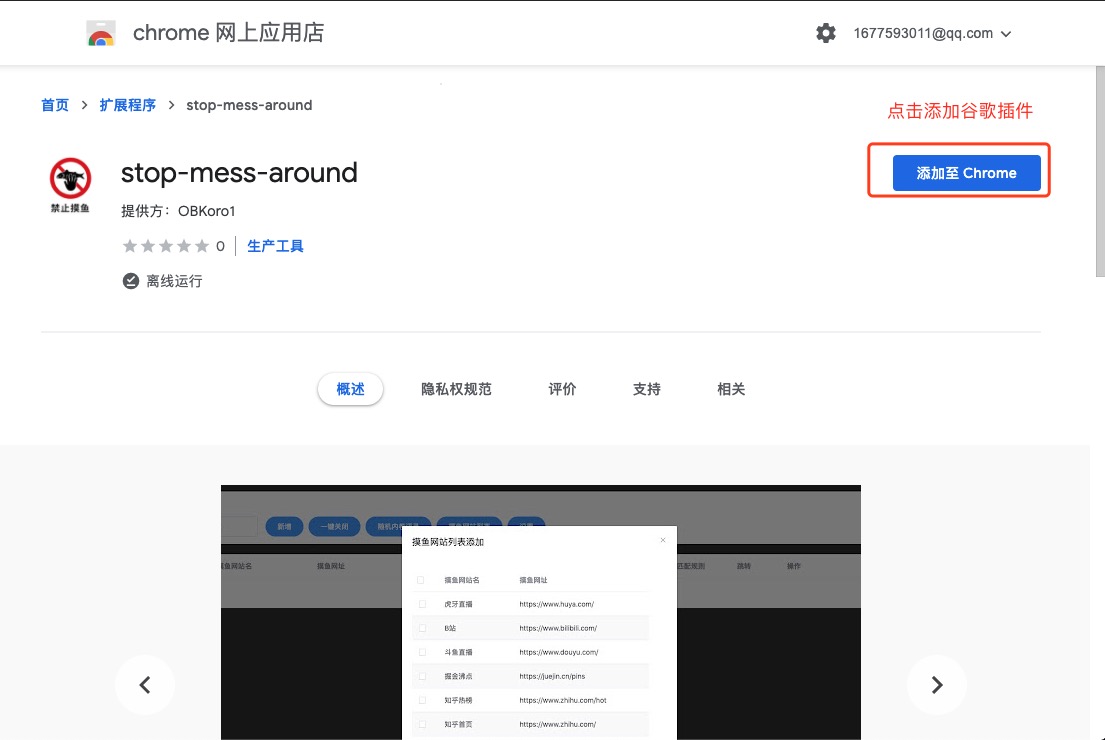 chrome 网上应用店
1677593011@qq.com
首页
扩展程序
stop-mess-around
点击添加谷歌插件
stop-mess-around
添加至 Chrome
禁止摸鱼
提供方： OBKoro1
0
生产工具
离线运行
概述
隐私权规范
评价
支持
相关
新增
一键关闭
摸鱼网站列表添加
摸鱼网站名
摸鱼网址
匹配规则
跳转
操作
摸鱼网站名
摸鱼网址
虎牙直播
https://www.huya.com/
B站
https://www.bilibili.com/
斗鱼直播
https://www.douyu.com/
掘金沸点
https://juejin.cn/pins
知乎热榜
https://www.zhihu.com/hot
知乎首页
https://www.zhihu.com/